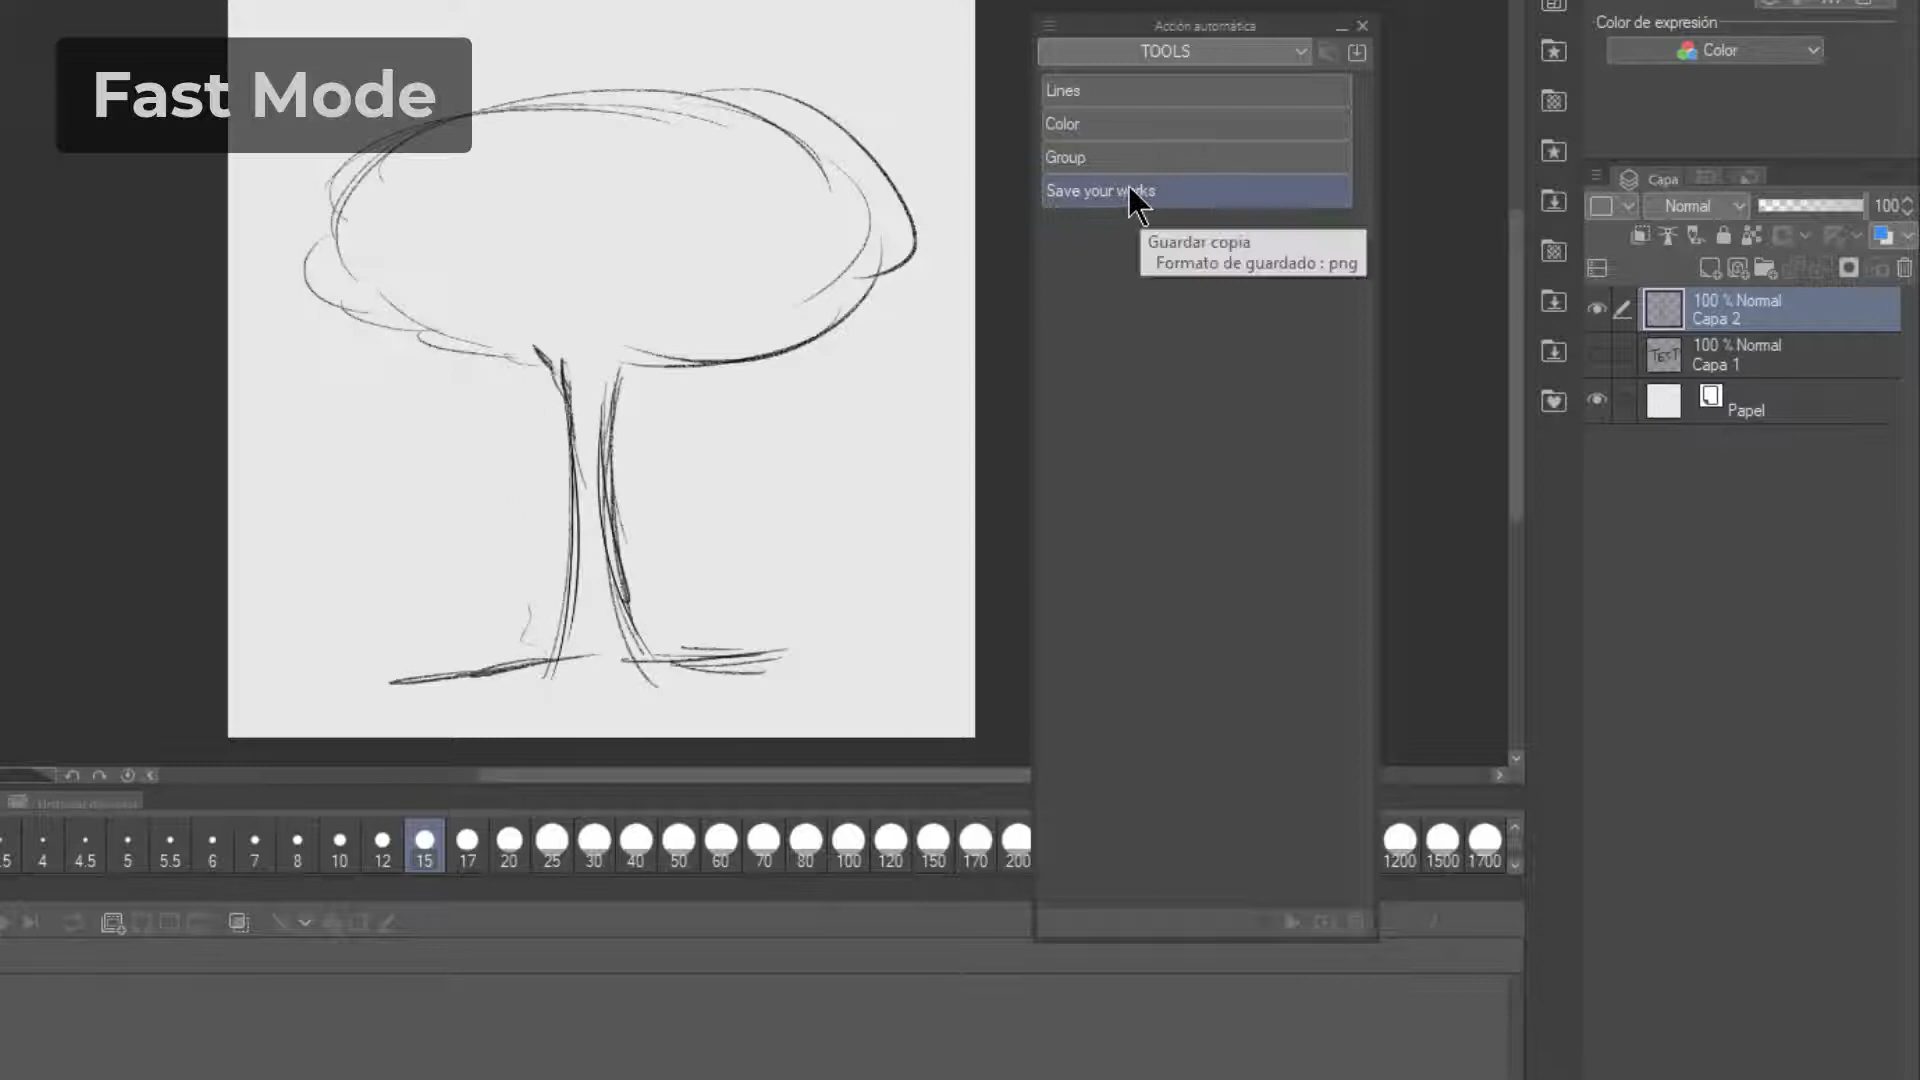 Fast Mode
Acción automática
TOOLS
Lines
Color
Group
Save your works
Guardar copia
Formato de guardado : png
Color de expresión
Color
Capa
Normal
100
100 % Normal
Capa 2
TEST
100 % Normal
Capa 1
Papel
.5 4 4.5 5 5.5 6 7 8 10 12 15 17 20 25 30 40 50 60 70 80 100 120 150 170 200 1200 1500 1700